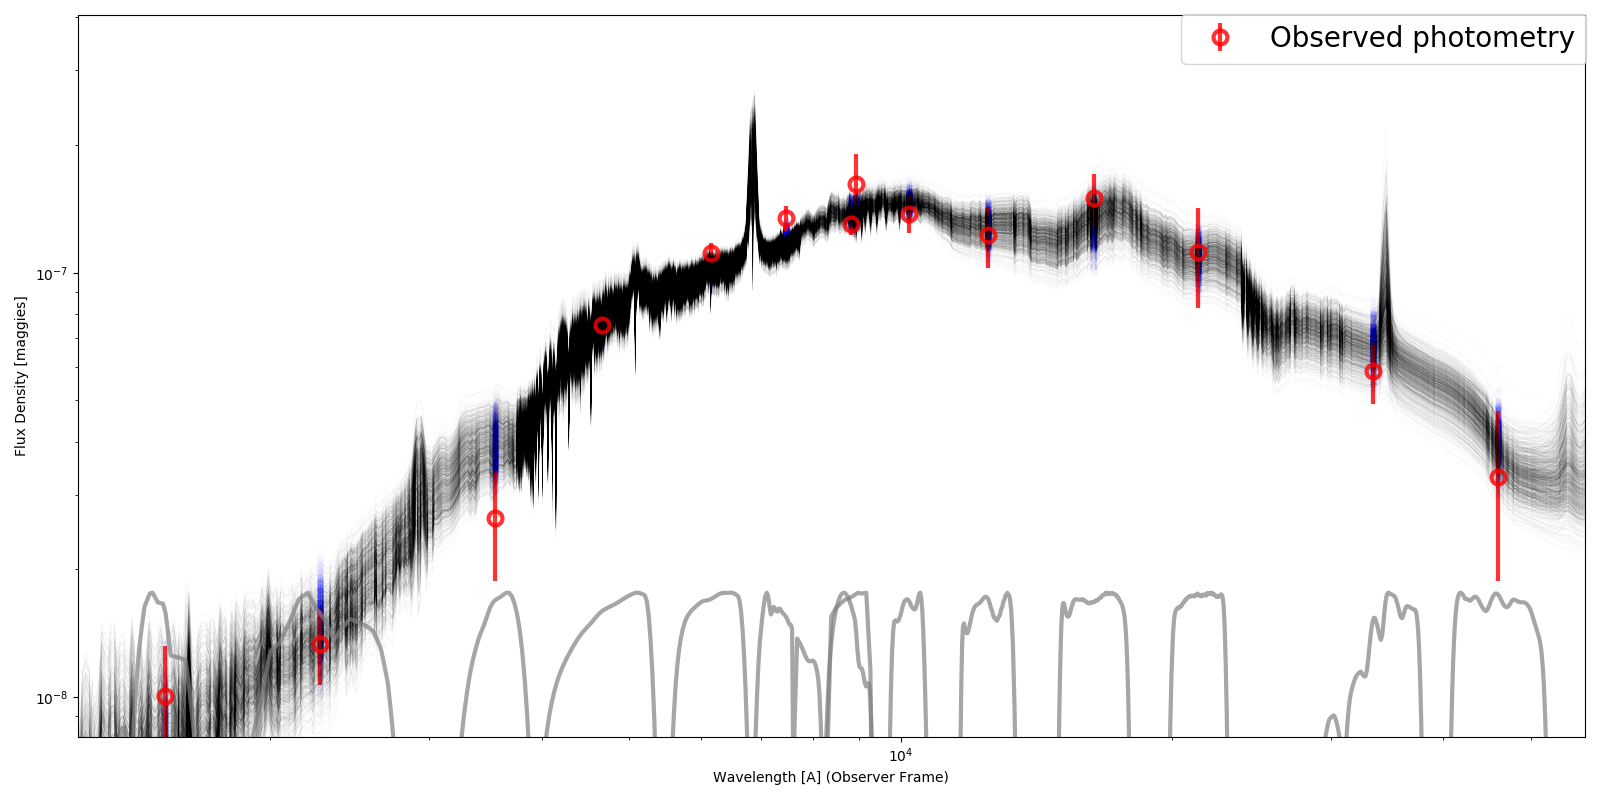 Observed photometry
10⁻⁷
Flux Density [maggies]
10⁻⁸
10⁴
Wavelength [A] (Observer Frame)